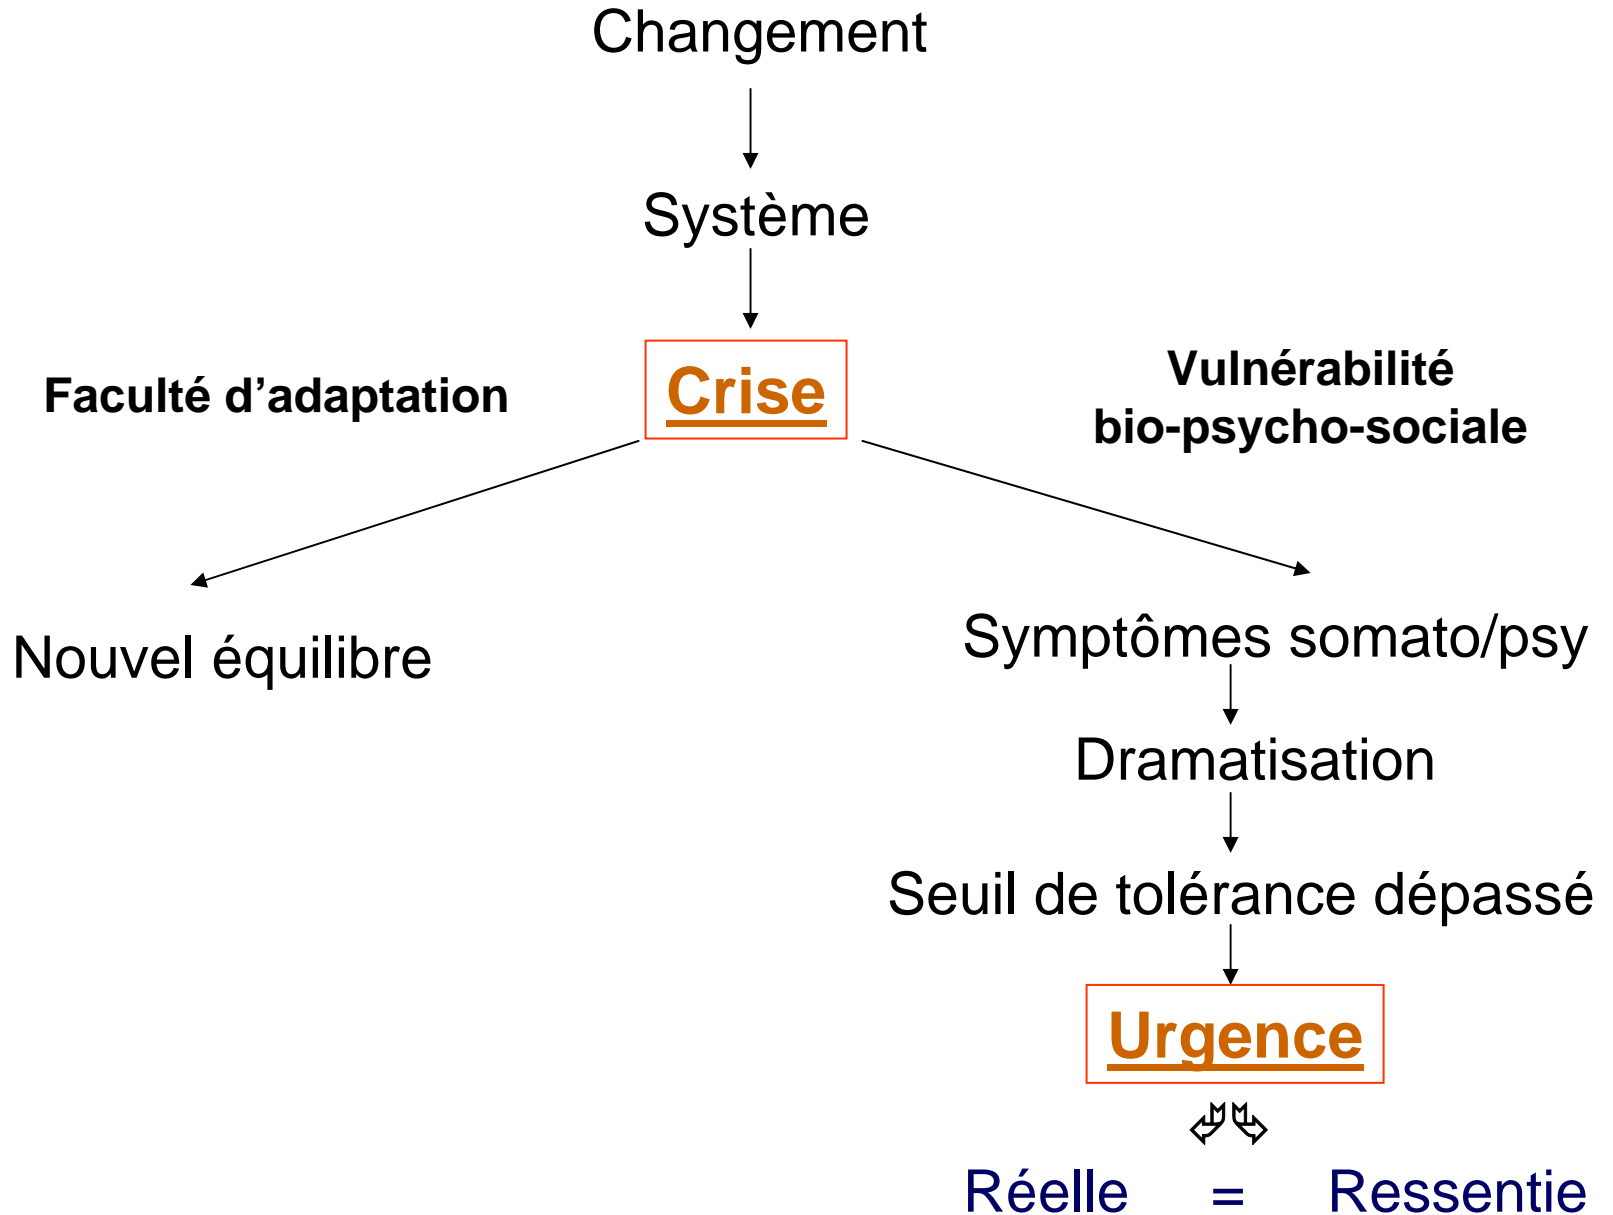 Changement
Système
Crise
Faculté d’adaptation
Vulnérabilité
bio-psycho-sociale
Nouvel équilibre
Symptômes somato/psy
Dramatisation
Seuil de tolérance dépassé
Urgence
Réelle = Ressentie